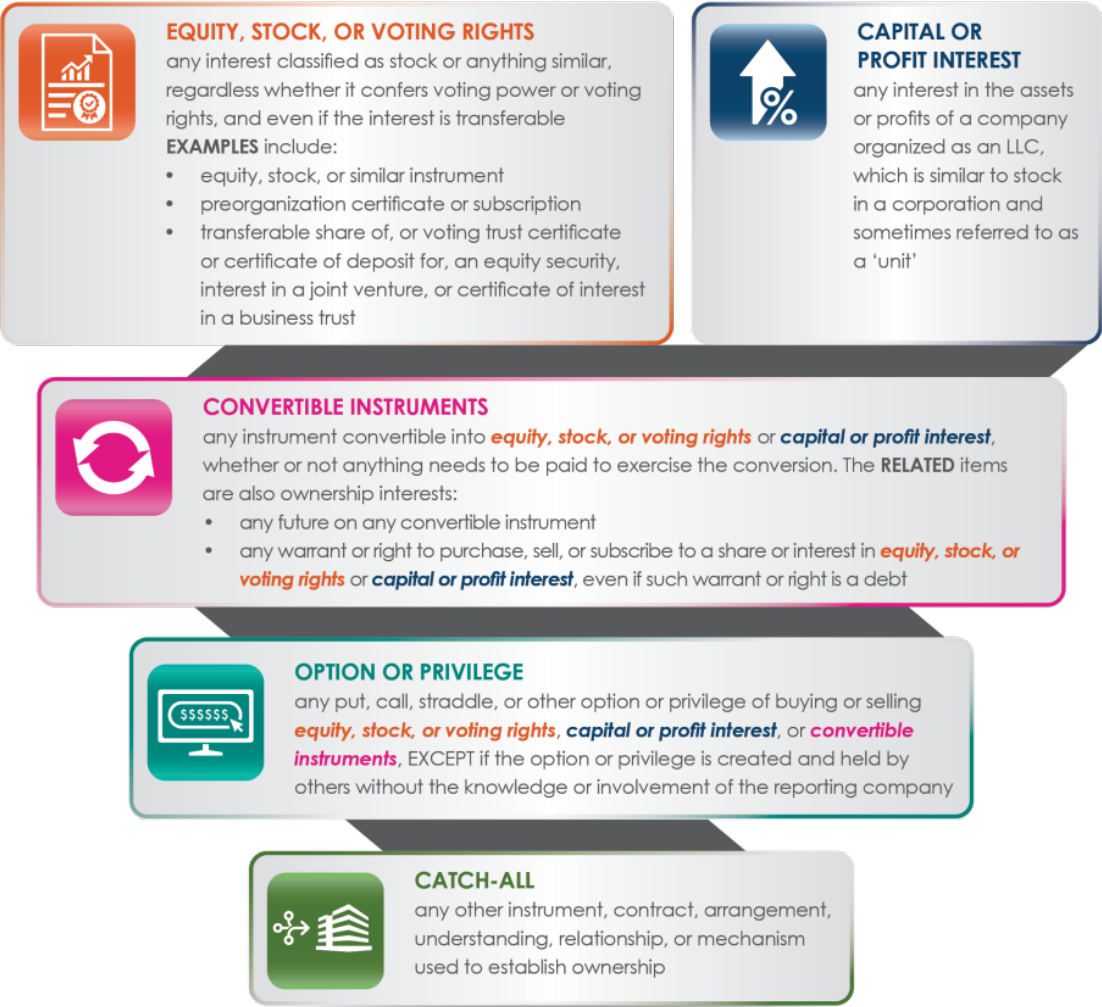 EQUITY, STOCK, OR VOTING RIGHTS
any interest classified as stock or anything similar,
regardless whether it confers voting power or voting
rights, and even if the interest is transferable
EXAMPLES include:
• equity, stock, or similar instrument
• preorganization certificate or subscription
• transferable share of, or voting trust certificate
or certificate of deposit for, an equity security,
interest in a joint venture, or certificate of interest
in a business trust
CAPITAL OR
PROFIT INTEREST
any interest in the assets
or profits of a company
organized as an LLC,
which is similar to stock
in a corporation and
sometimes referred to as
a ‘unit’
%
CONVERTIBLE INSTRUMENTS
any instrument convertible into equity, stock, or voting rights or capital or profit interest,
whether or not anything needs to be paid to exercise the conversion. The RELATED items
are also ownership interests:
• any future on any convertible instrument
• any warrant or right to purchase, sell, or subscribe to a share or interest in equity, stock, or
voting rights or capital or profit interest, even if such warrant or right is a debt
OPTION OR PRIVILEGE
any put, call, straddle, or other option or privilege of buying or selling
equity, stock, or voting rights, capital or profit interest, or convertible
instruments, EXCEPT if the option or privilege is created and held by
others without the knowledge or involvement of the reporting company
$$$$$$
CATCH-ALL
any other instrument, contract, arrangement,
understanding, relationship, or mechanism
used to establish ownership